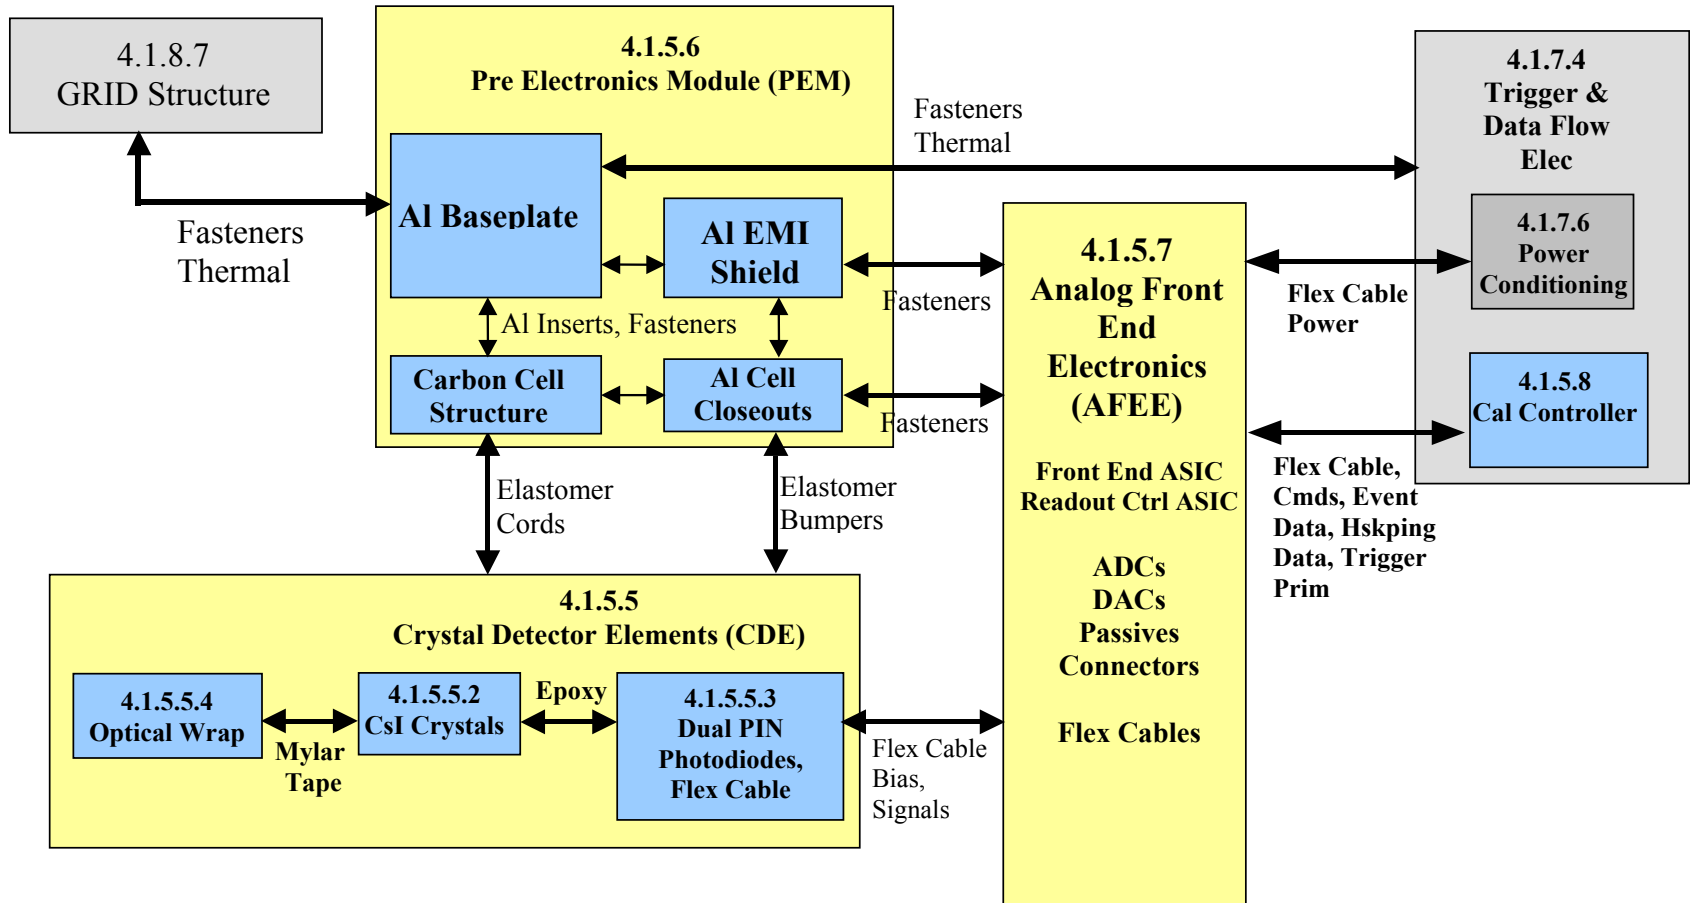 4.1.8.7
GRID Structure
Fasteners
Thermal
4.1.5.6
Pre Electronics Module (PEM)
Al Baseplate
Al EMI
Shield
Al Inserts, Fasteners
Carbon Cell
Structure
Al Cell
Closeouts
Fasteners
Thermal
Fasteners
Fasteners
Elastomer
Cords
Elastomer
Bumpers
4.1.5.5
Crystal Detector Elements (CDE)
4.1.5.5.4
Optical Wrap
Mylar
Tape
4.1.5.5.2
CsI Crystals
Epoxy
4.1.5.5.3
Dual PIN
Photodiodes,
Flex Cable
Flex Cable
Bias,
Signals
4.1.5.7
Analog Front
End
Electronics
(AFEE)
Front End ASIC
Readout Ctrl ASIC
ADCs
DACs
Passives
Connectors
Flex Cables
Flex Cable
Power
Flex Cable,
Cmds, Event
Data, Hskping
Data, Trigger
Prim
4.1.7.4
Trigger &
Data Flow
Elec
4.1.7.6
Power
Conditioning
4.1.5.8
Cal Controller